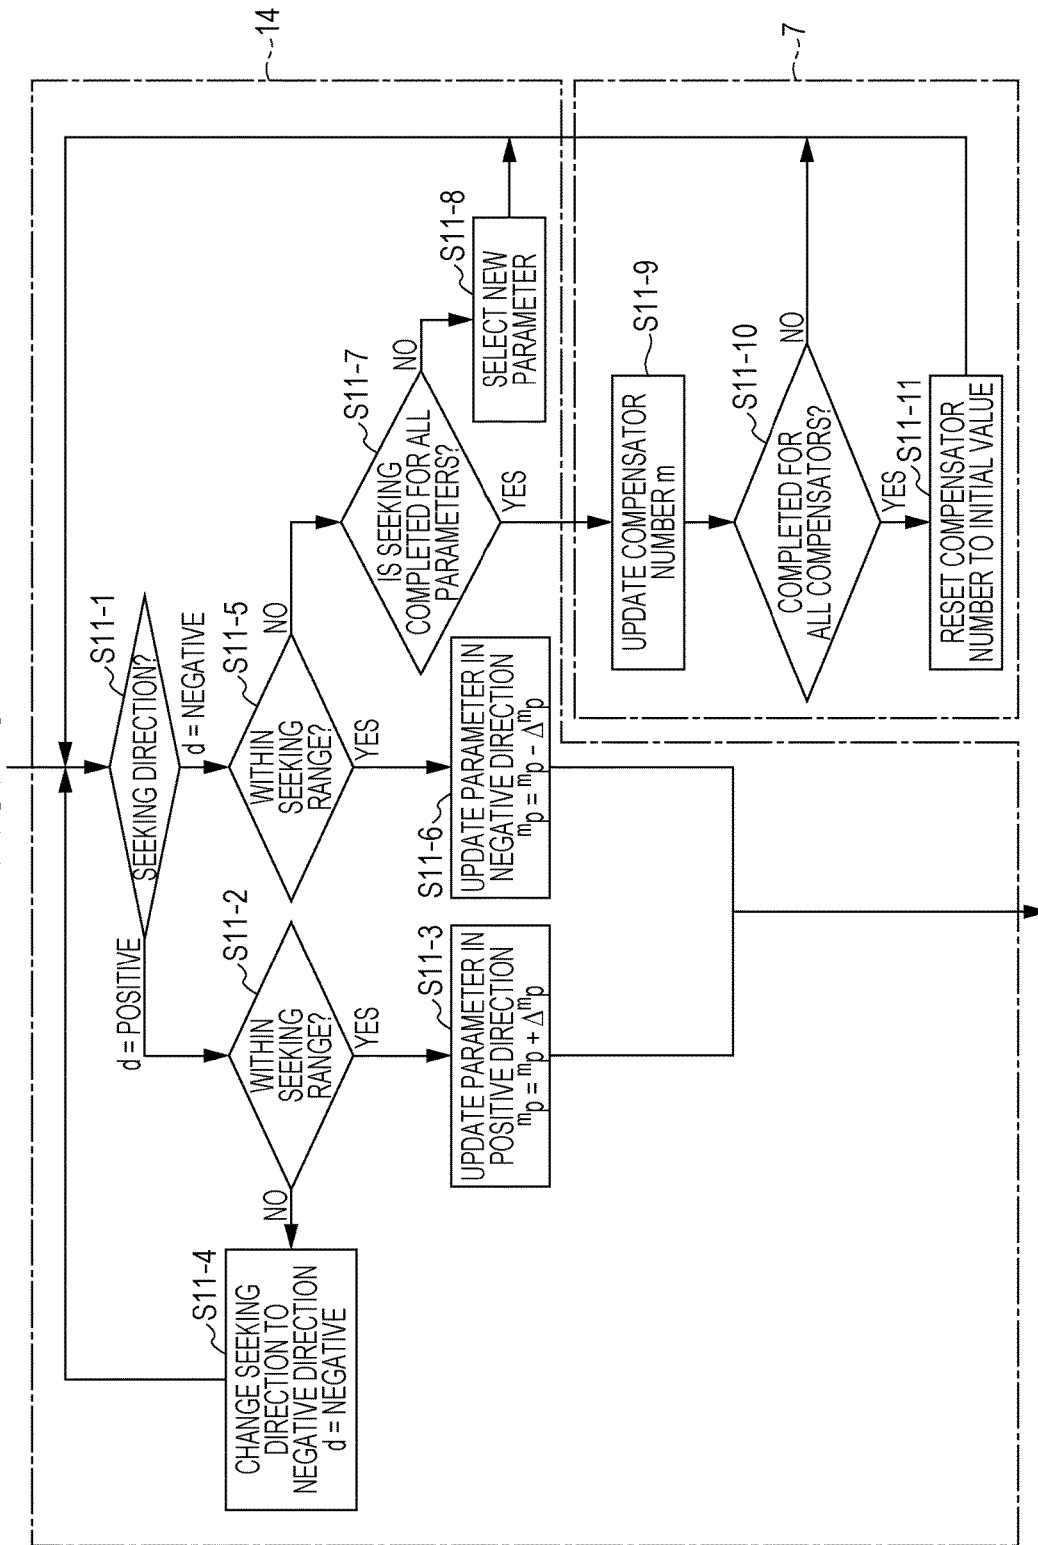 14
7
SEEKING DIRECTION?
S11-1
d = POSITIVE
d = NEGATIVE
WITHIN
SEEKING
RANGE?
S11-2
NO
YES
CHANGE SEEKING
DIRECTION TO
NEGATIVE DIRECTION
d = NEGATIVE
S11-4
UPDATE PARAMETER IN
POSITIVE DIRECTION
ᵐp = ᵐp + Δᵐp
S11-3
WITHIN
SEEKING
RANGE?
S11-5
NO
YES
UPDATE PARAMETER IN
NEGATIVE DIRECTION
ᵐp = ᵐp - Δᵐp
S11-6
IS SEEKING
COMPLETED FOR ALL
PARAMETERS?
S11-7
NO
YES
SELECT NEW
PARAMETER
S11-8
UPDATE COMPENSATOR
NUMBER m
S11-9
COMPLETED FOR
ALL COMPENSATORS?
S11-10
NO
YES
RESET COMPENSATOR
NUMBER TO INITIAL VALUE
S11-11